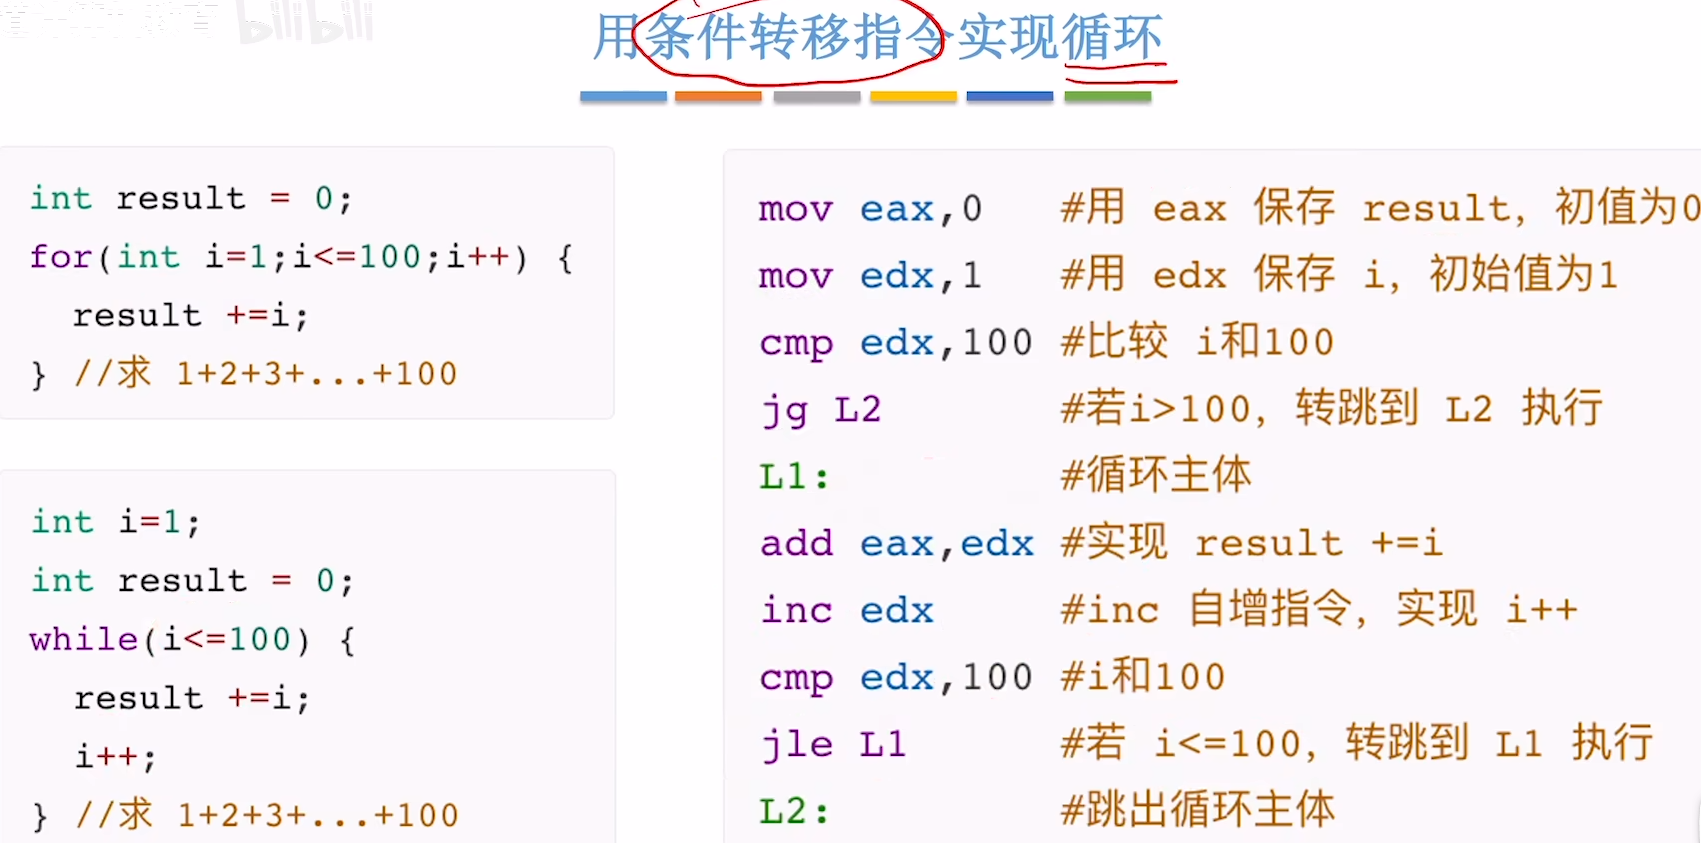 bilibili
用条件转移指令实现循环
int result = 0;
for(int i=1;i<=100;i++) {
  result +=i;
} //求 1+2+3+...+100
int i=1;
int result = 0;
while(i<=100) {
  result +=i;
  i++;
} //求 1+2+3+...+100
mov eax,0 #用 eax 保存 result，初值为0
mov edx,1 #用 edx 保存 i，初始值为1
cmp edx,100 #比较 i和100
jg L2 #若i>100，转跳到 L2 执行
L1: #循环主体
add eax,edx #实现 result +=i
inc edx #inc 自增指令，实现 i++
cmp edx,100 #i和100
jle L1 #若 i<=100，转跳到 L1 执行
L2: #跳出循环主体